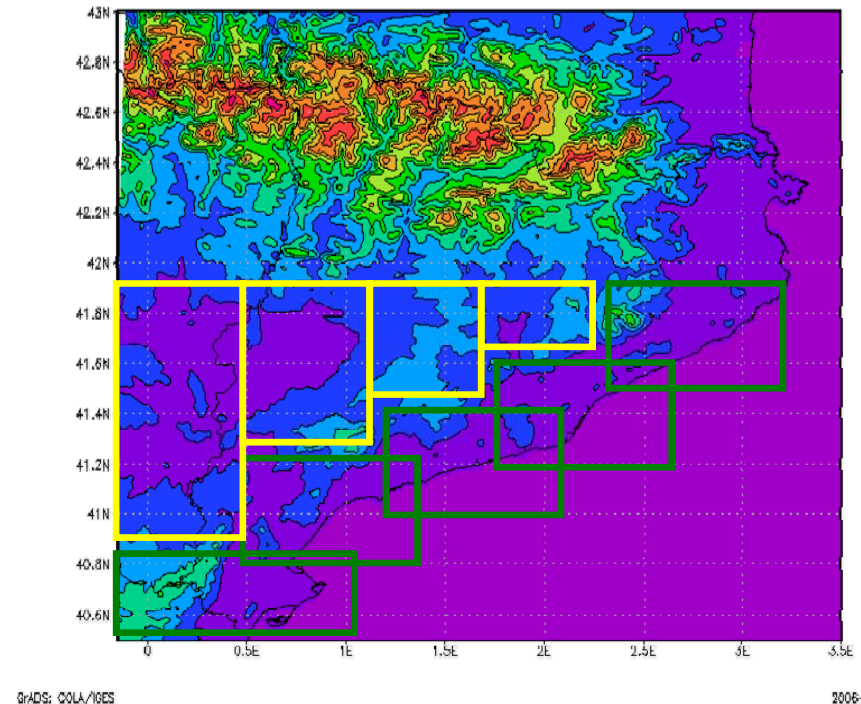 43N
42.8N
42.6N
42.4N
42.2N
42N
41.8N
41.6N
41.4N
41.2N
41N
40.8N
40.6N
0 0.5E 1E 1.5E 2E 2.5E 3E 3.5E
GrADS: COLA/IGES 2006-